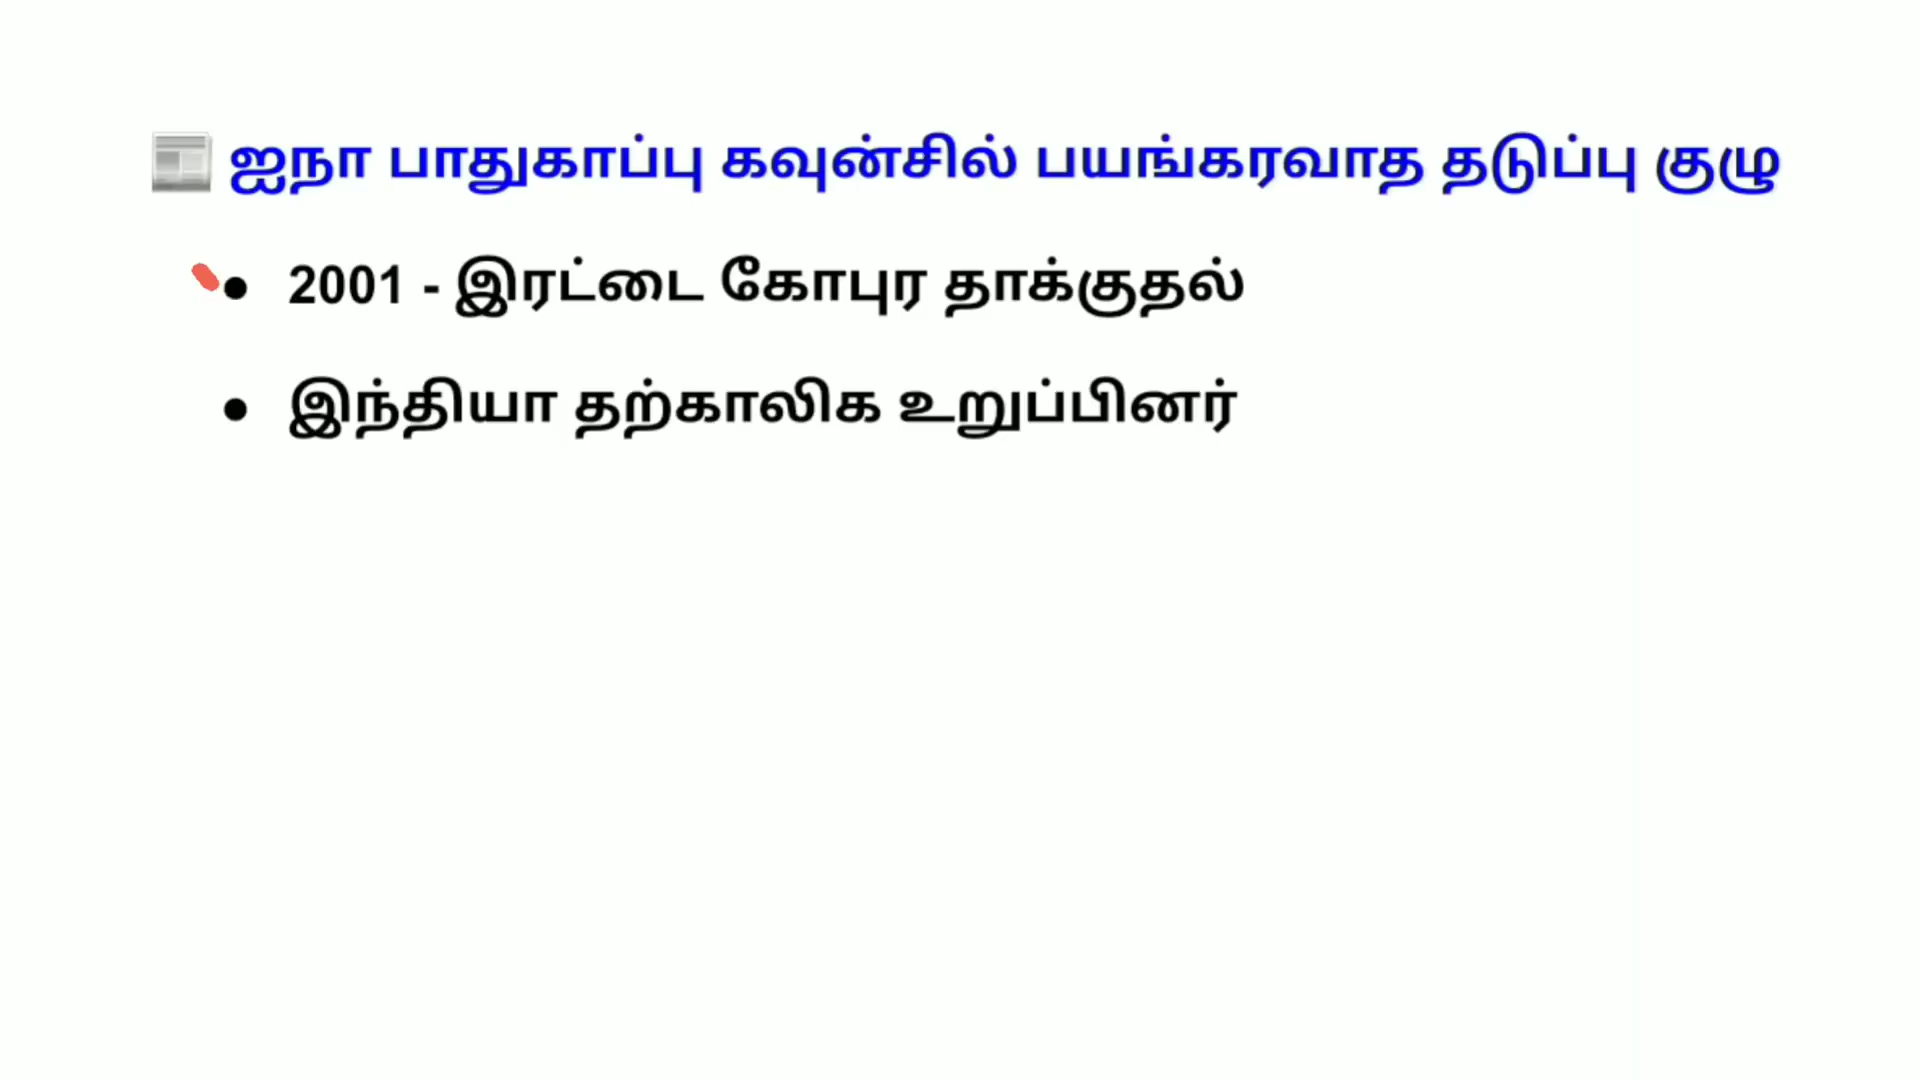 📰 ஐநா பாதுகாப்பு கவுன்சில் பயங்கரவாத தடுப்பு குழு
● 2001 - இரட்டை கோபுர தாக்குதல்
● இந்தியா தற்காலிக உறுப்பினர்